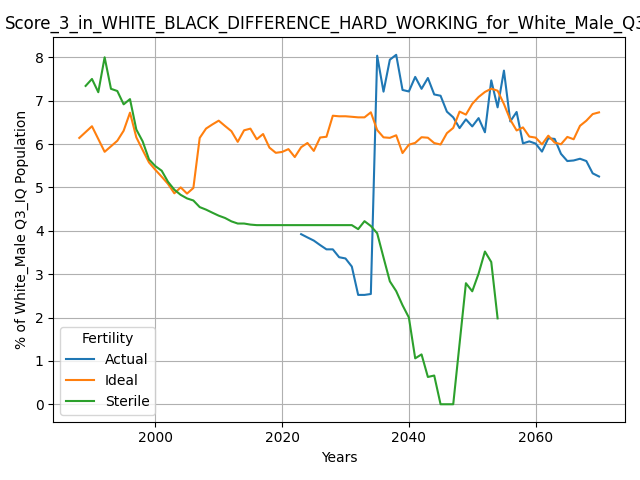 Score_3_in_WHITE_BLACK_DIFFERENCE_HARD_WORKING_for_White_Male_Q3
% of White_Male Q3_IQ Population
8
7
6
5
4
3
2
1
0
Fertility
Actual
Ideal
Sterile
2000 2020 2040 2060
Years